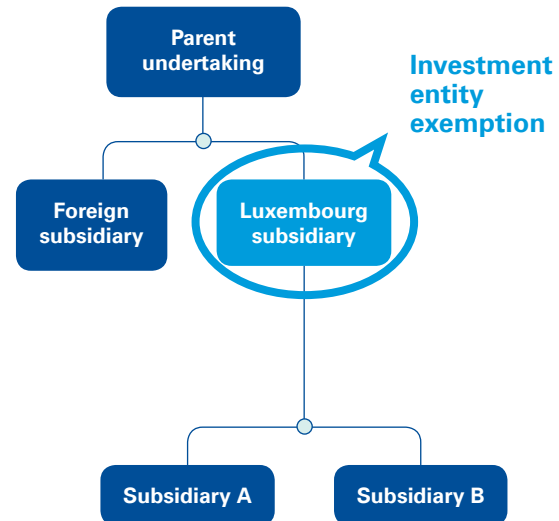 Parent
undertaking
Investment
entity
exemption
Foreign
subsidiary
Luxembourg
subsidiary
Subsidiary A
Subsidiary B